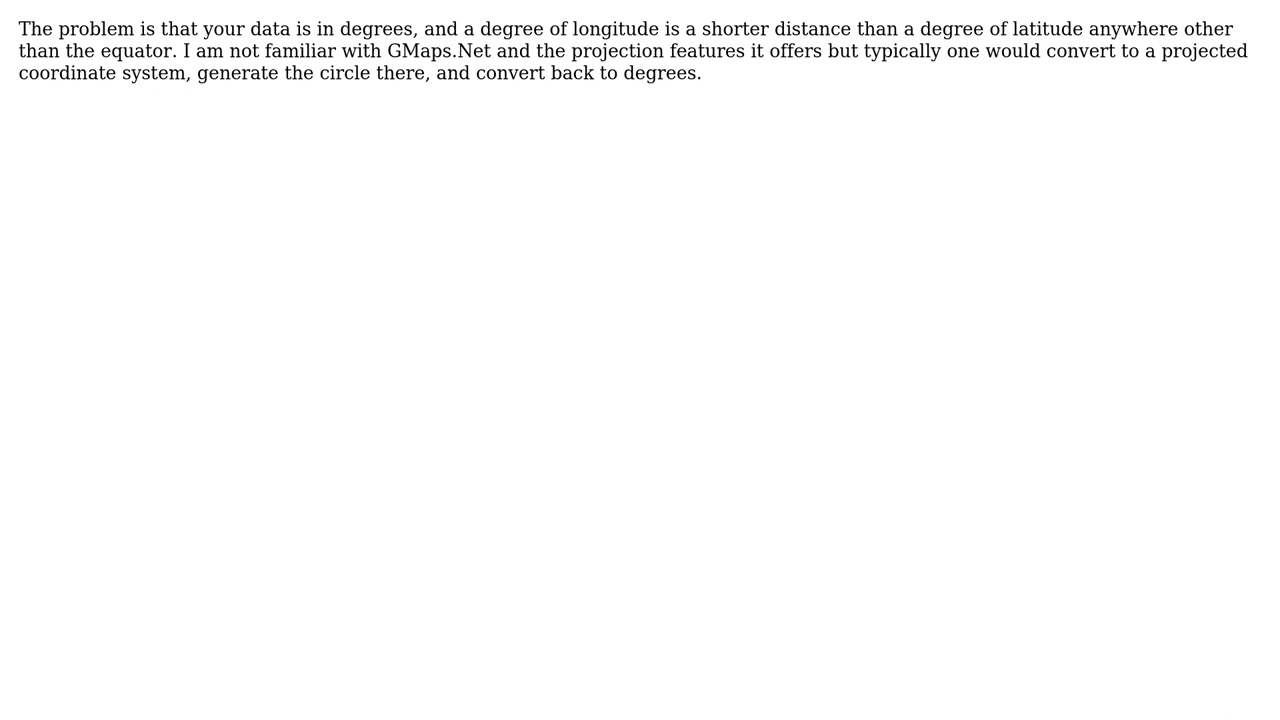 The problem is that your data is in degrees, and a degree of longitude is a shorter distance than a degree of latitude anywhere other
than the equator. I am not familiar with GMaps.Net and the projection features it offers but typically one would convert to a projected
coordinate system, generate the circle there, and convert back to degrees.